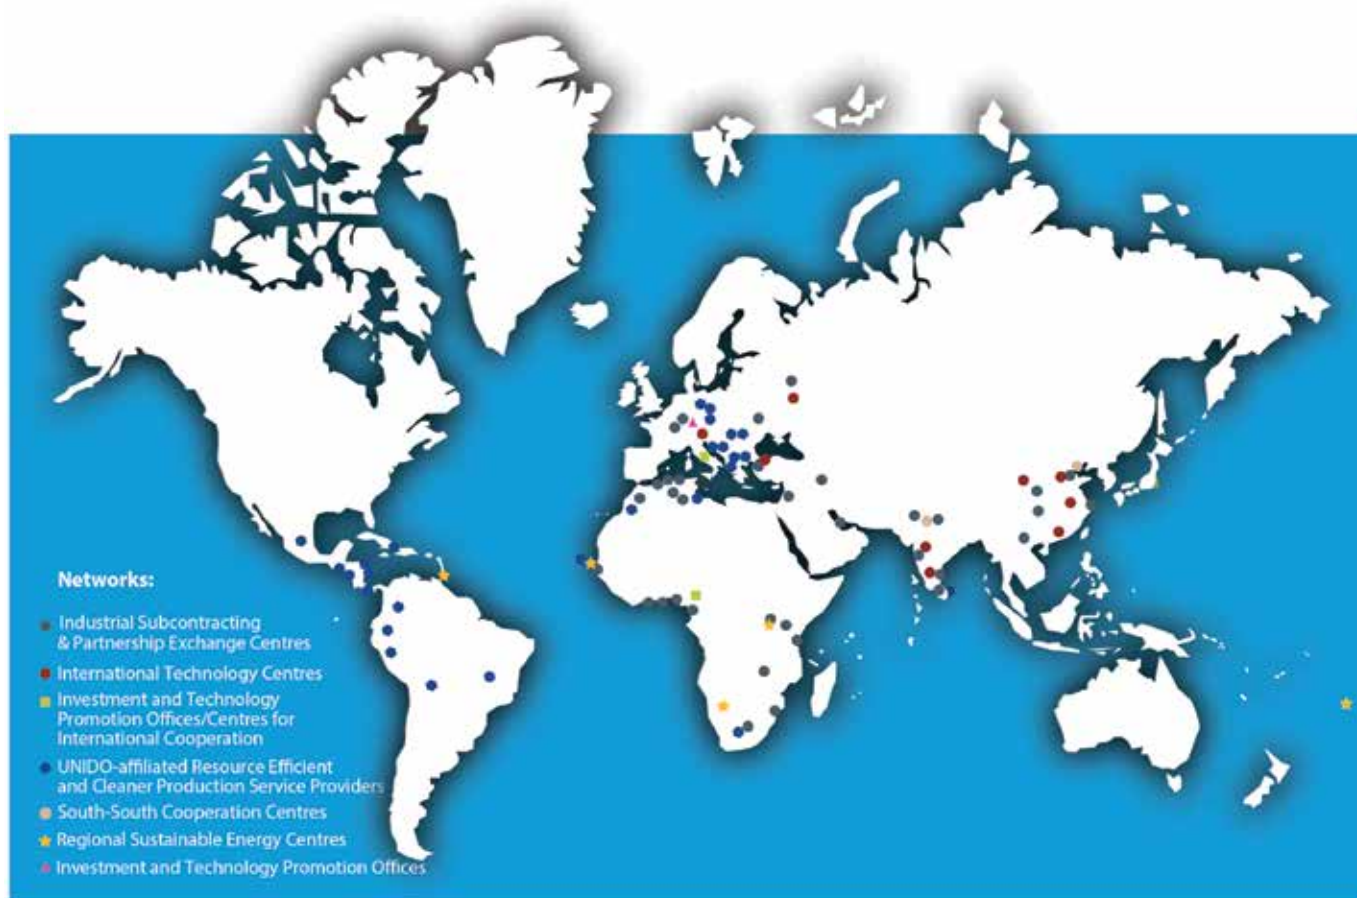 Networks:
Industrial Subcontracting
& Partnership Exchange Centres
International Technology Centres
Investment and Technology
Promotion Offices/Centres for
International Cooperation
UNIDO-affiliated Resource Efficient
and Cleaner Production Service Providers
South-South Cooperation Centres
Regional Sustainable Energy Centres
Investment and Technology Promotion Offices